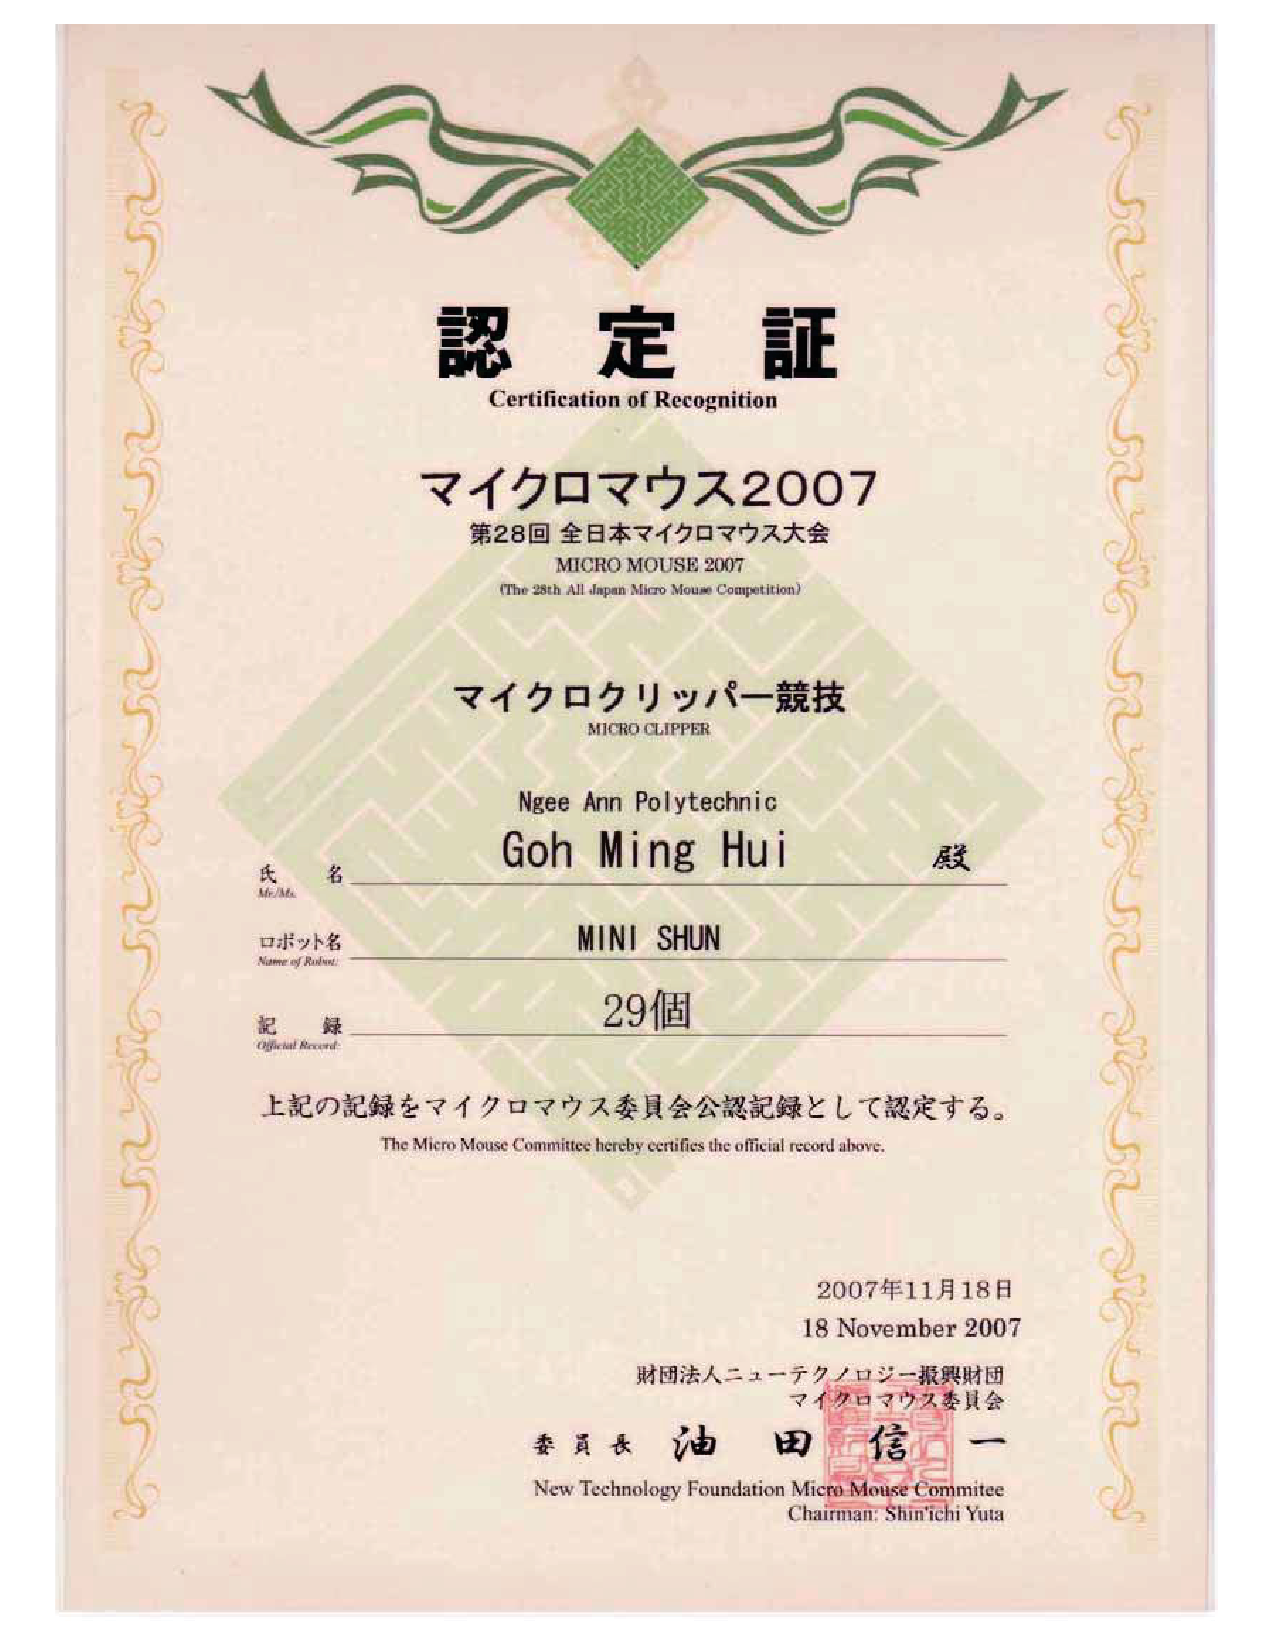 認定証
Certification of Recognition
マイクロマウス2007
第28回 全日本マイクロマウス大会
MICRO MOUSE 2007
(The 28th All Japan Micro Mouse Competition)
マイクロクリッパー競技
MICRO CLIPPER
Ngee Ann Polytechnic
氏名 Goh Ming Hui 殿
Mr./Ms.
ロボット名 MINI SHUN
Name of Robot:
記録 29個
Official Record:
上記の記録をマイクロマウス委員会公認記録として認定する。
The Micro Mouse Committee hereby certifies the official record above.
2007年11月18日
18 November 2007
財団法人ニューテクノロジー振興財団
マイクロマウス委員会
委員長 油田信一
New Technology Foundation Micro Mouse Commitee
Chairman: Shin'ichi Yuta